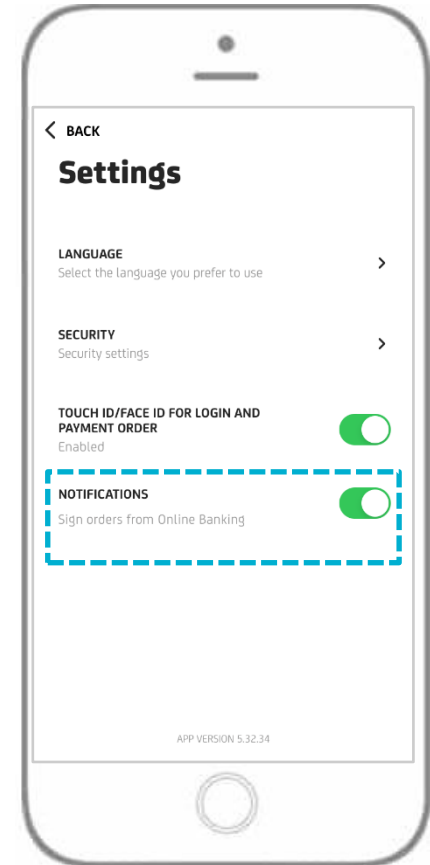 BACK
Settings
LANGUAGE
Select the language you prefer to use
SECURITY
Security settings
TOUCH ID/FACE ID FOR LOGIN AND
PAYMENT ORDER
Enabled
NOTIFICATIONS
Sign orders from Online Banking
APP VERSION 5.32.34